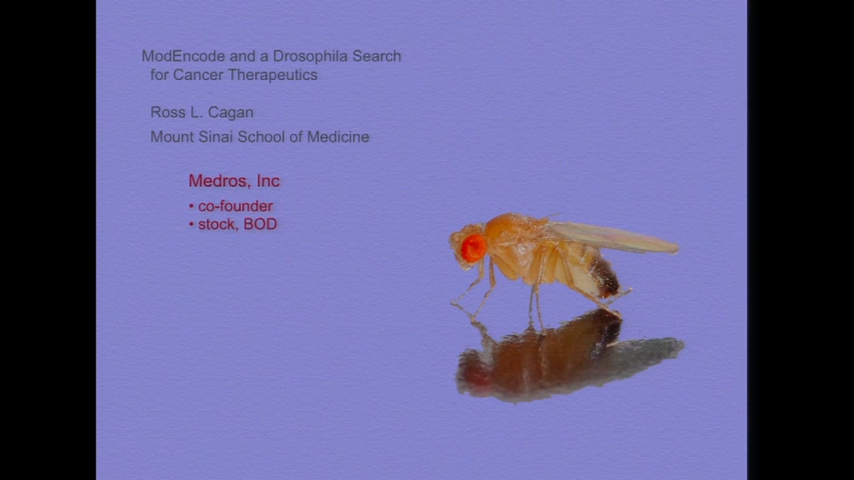 ModEncode and a Drosophila Search
for Cancer Therapeutics
Ross L. Cagan
Mount Sinai School of Medicine
Medros, Inc
• co-founder
• stock, BOD